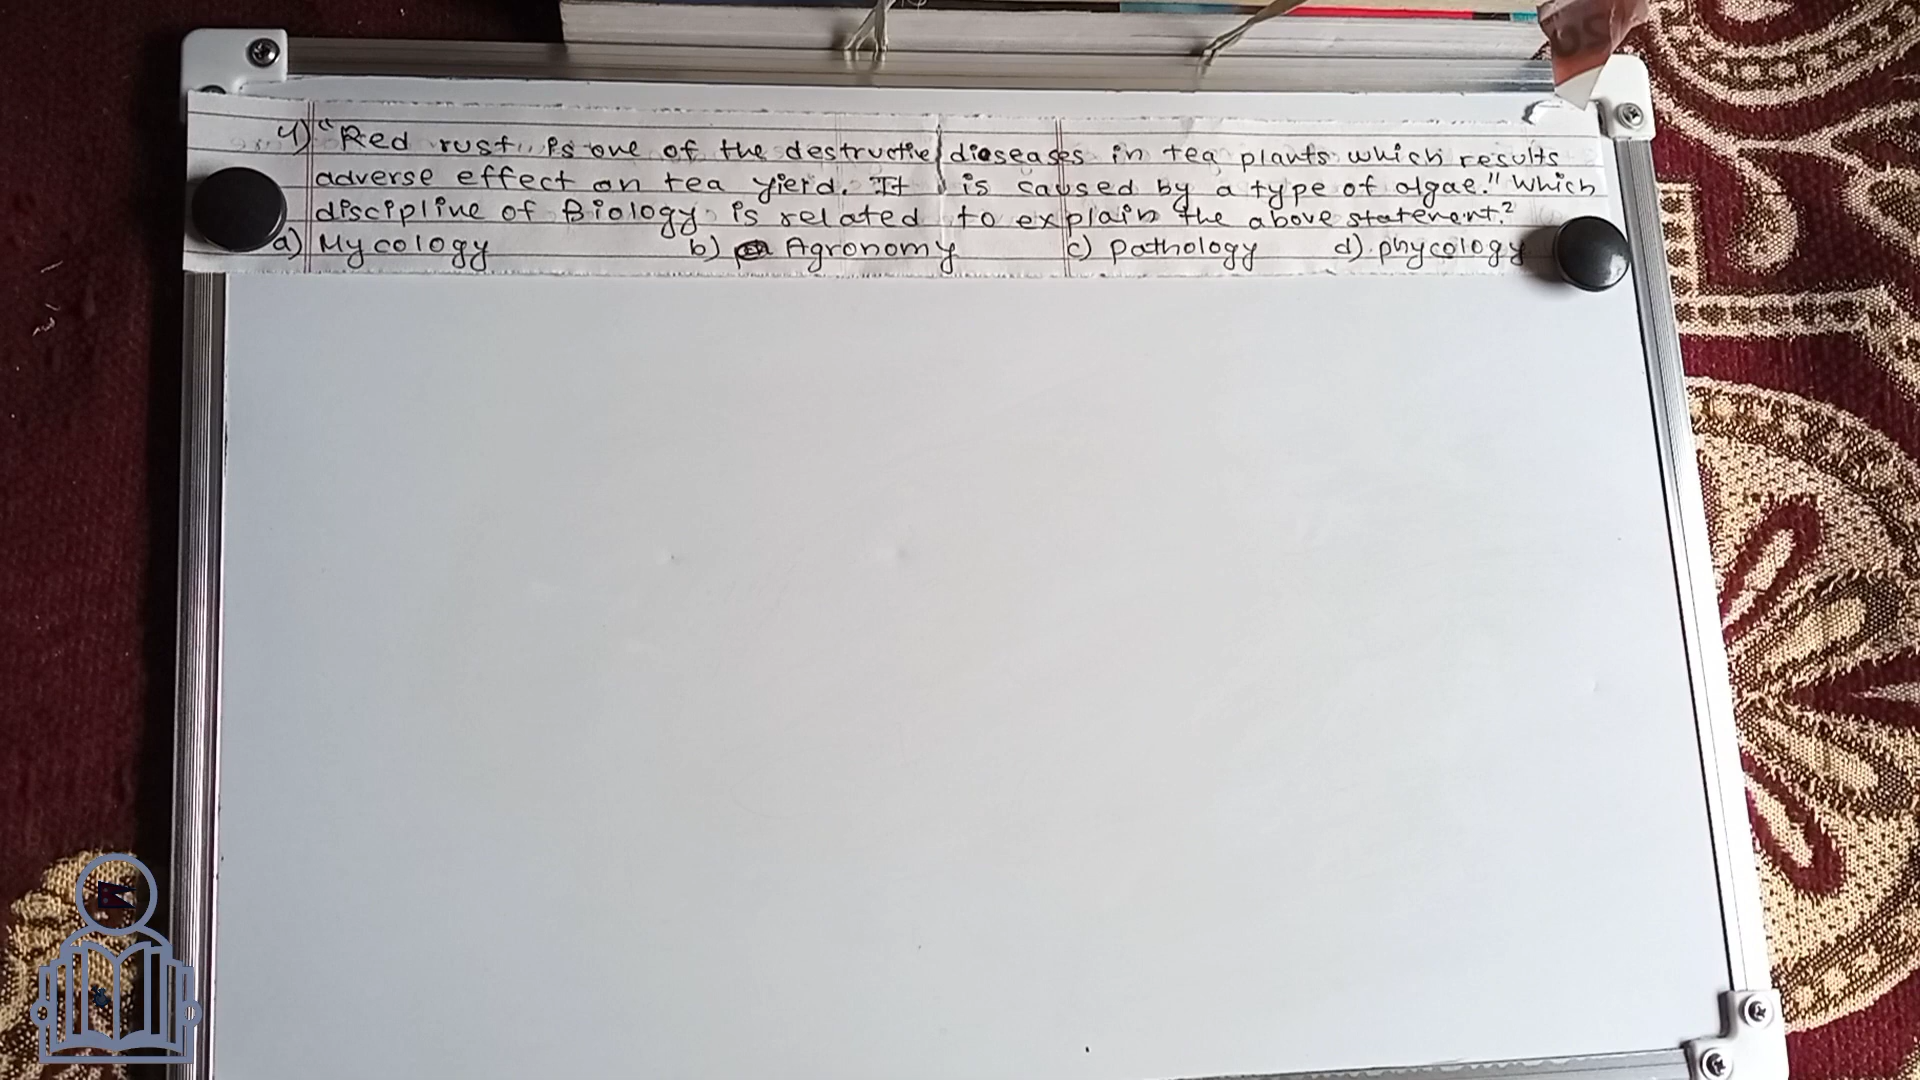 4) "Red rust" is one of the destructive dieseases in tea plants which results
adverse effect on tea yield. It is caused by a type of algae." Which
discipline of Biology is related to explain the above statement?
a) Mycology b) Agronomy c) Pathology d) phycology